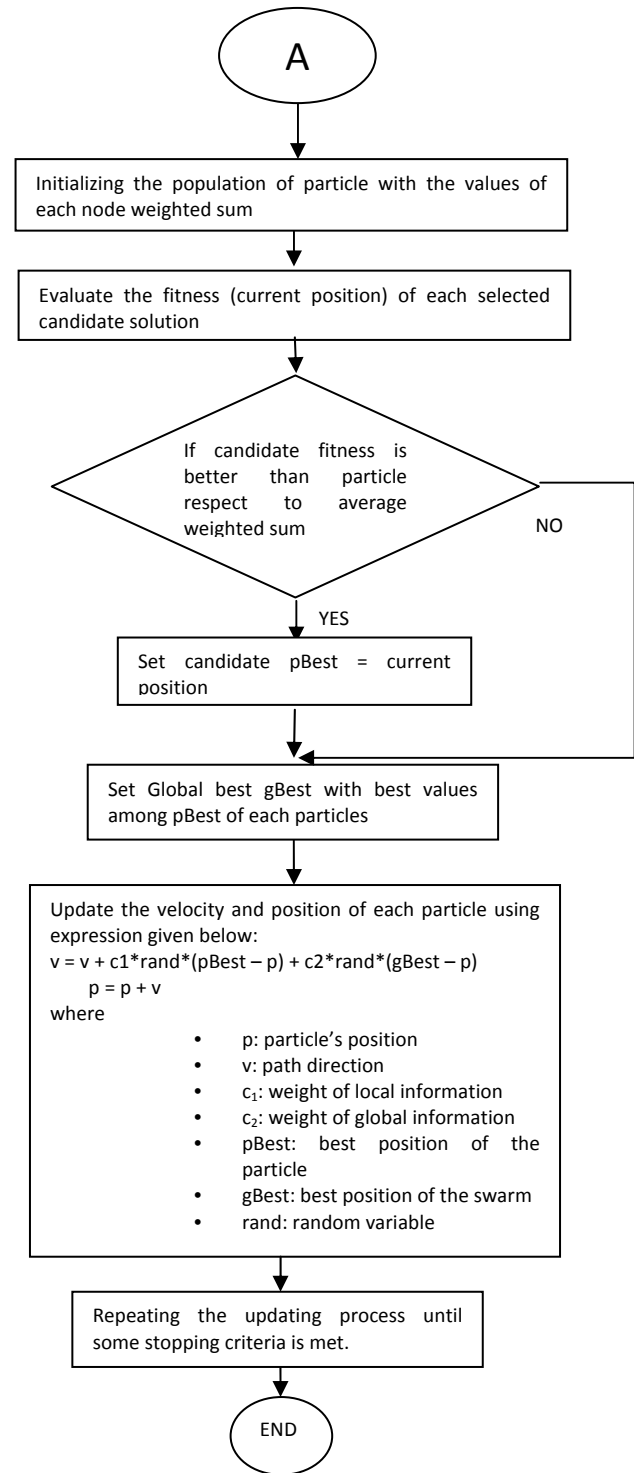 A
Initializing the population of particle with the values of
each node weighted sum
Evaluate the fitness (current position) of each selected
candidate solution
If candidate fitness is
better than particle
respect to average
weighted sum
NO
YES
Set candidate pBest = current
position
Set Global best gBest with best values
among pBest of each particles
Update the velocity and position of each particle using
expression given below:
v = v + c1*rand*(pBest – p) + c2*rand*(gBest – p)
p = p + v
where
• p: particle’s position
• v: path direction
• c₁: weight of local information
• c₂: weight of global information
• pBest: best position of the
particle
• gBest: best position of the swarm
• rand: random variable
Repeating the updating process until
some stopping criteria is met.
END